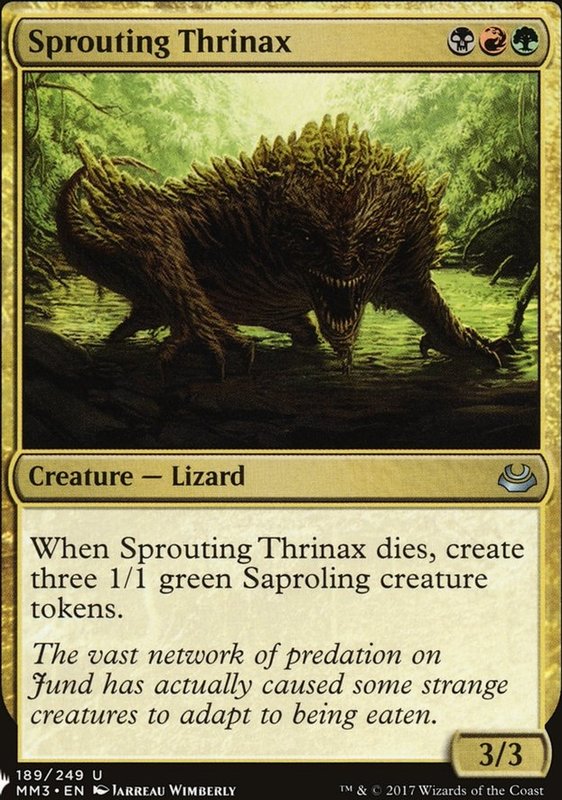 Sprouting Thrinax
Creature — Lizard
When Sprouting Thrinax dies, create
three 1/1 green Saproling creature
tokens.
The vast network of predation on
Jund has actually caused some strange
creatures to adapt to being eaten.
3/3
189/249 U
MM3 • EN Jarreau Wimberly
™ & © 2017 Wizards of the Coast